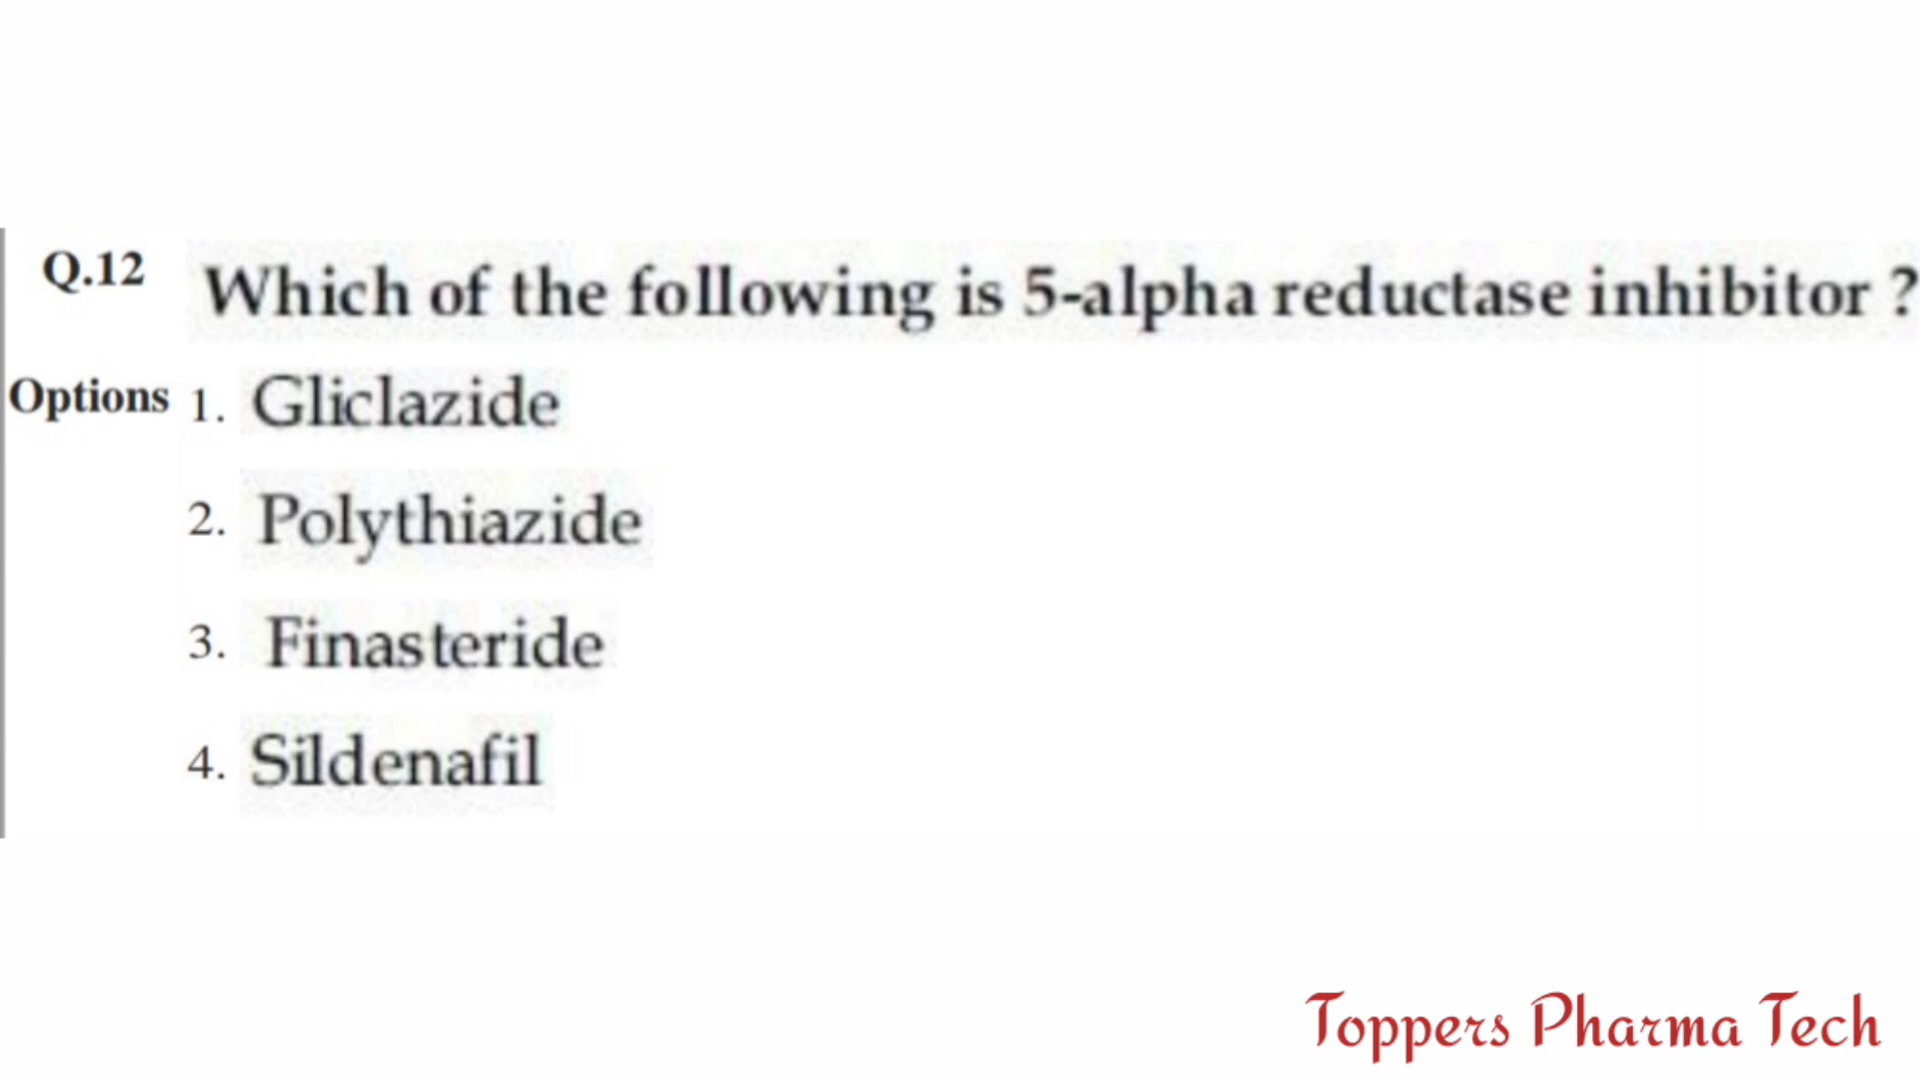 Q.12 Which of the following is 5-alpha reductase inhibitor ?
Options 1. Gliclazide
2. Polythiazide
3. Finasteride
4. Sildenafil
Toppers Pharma Tech